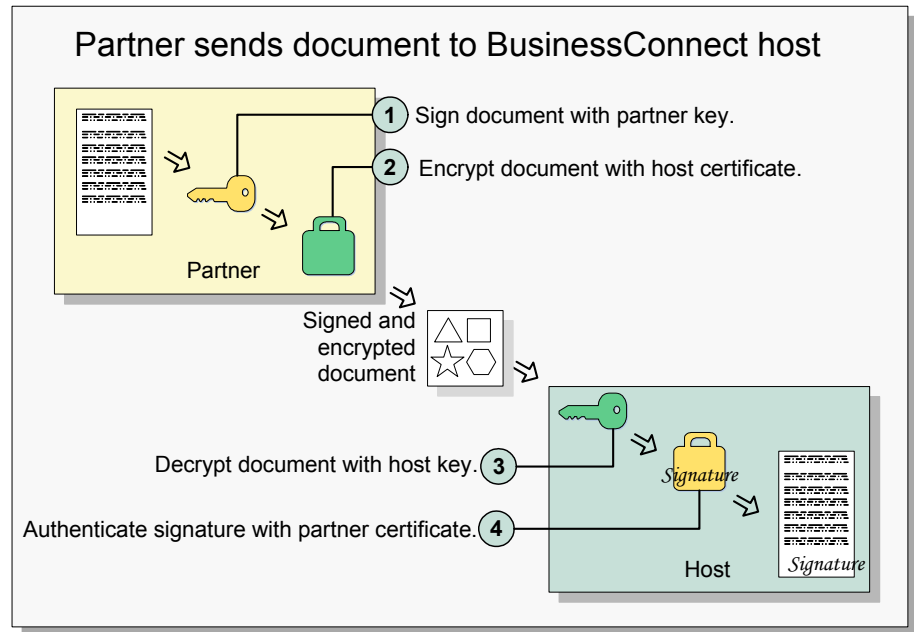 Partner sends document to BusinessConnect host
1 Sign document with partner key.
2 Encrypt document with host certificate.
Partner
Signed and
encrypted
document
Decrypt document with host key. 3
Signature
Authenticate signature with partner certificate. 4
Host
Signature